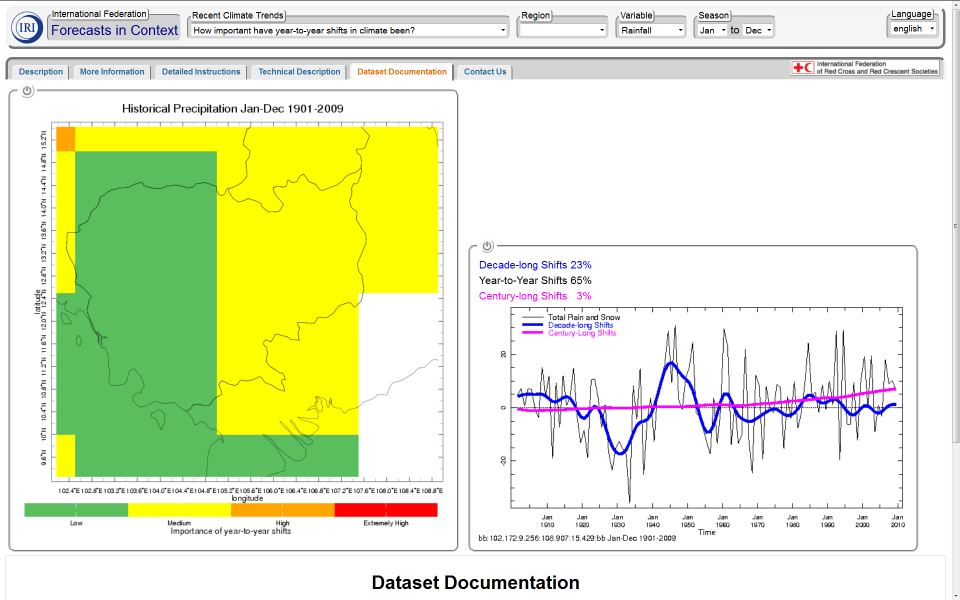 International Federation
IRI
Forecasts in Context
Recent Climate Trends
How important have year-to-year shifts in climate been?
Region
Variable
Rainfall
Season
Jan to Dec
Language
english
Description
More Information
Detailed Instructions
Technical Description
Dataset Documentation
Contact Us
International Federation
of Red Cross and Red Crescent Societies
Historical Precipitation Jan-Dec 1901-2009
latitude
15.2°N
14.8°N
14.4°N
14.0°N
13.6°N
13.2°N
12.8°N
12.4°N
12.0°N
11.6°N
11.2°N
10.8°N
10.4°N
10°N
9.6°N
102.4°E 102.8°E 103.2°E 103.6°E 104.0°E 104.4°E 104.8°E 105.2°E 105.6°E 106.0°E 106.4°E 106.8°E 107.2°E 107.6°E 108.0°E 108.4°E 108.8°E
longitude
Low Medium High Extremely High
Importance of year-to-year shifts
Decade-long Shifts 23%
Year-to-Year Shifts 65%
Century-long Shifts 3%
Total Rain and Snow
Decade-long Shifts
Century-Long Shifts
20
0
-20
Jan Jan Jan Jan Jan Jan Jan Jan Jan Jan Jan
1910 1920 1930 1940 1950 1960 1970 1980 1990 2000 2010
Time
bb:102.172:9.256:108.907:15.429:bb Jan-Dec 1901-2009
Dataset Documentation